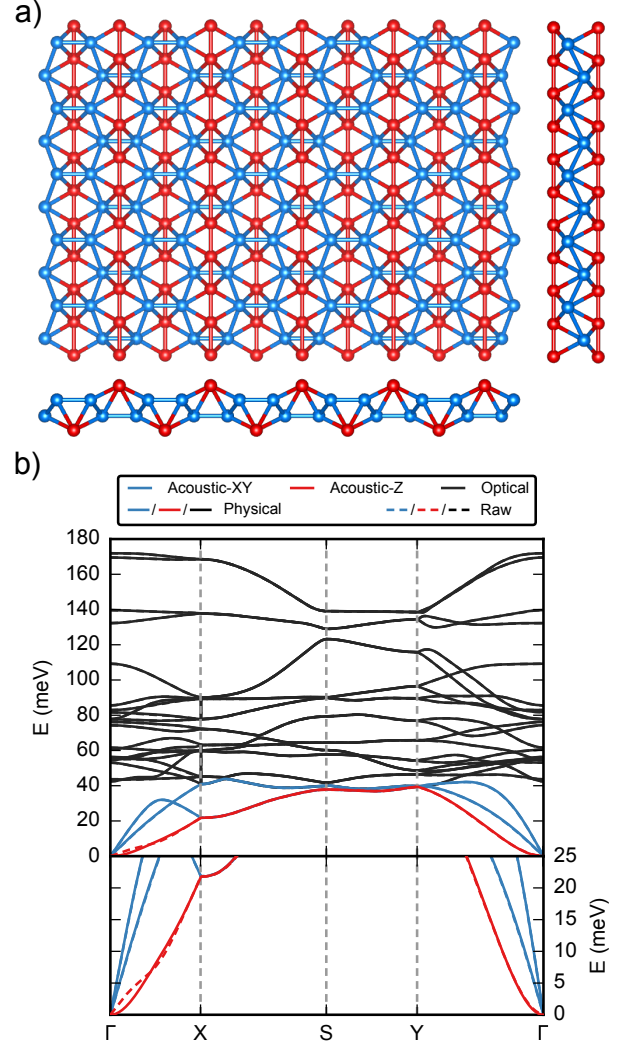 a)
b)
Acoustic-XY Acoustic-Z Optical
/ / Physical / / Raw
180
160
140
120
100
80
60
40
20
0
E (meV)
25
20
15
10
5
0
E (meV)
Γ X S Y Γ